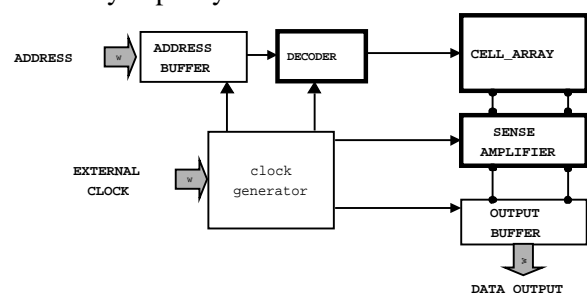 ADDRESS
w
ADDRESS
BUFFER
DECODER
CELL_ARRAY
SENSE
AMPLIFIER
EXTERNAL
CLOCK
w
clock
generator
OUTPUT
BUFFER
DATA OUTPUT